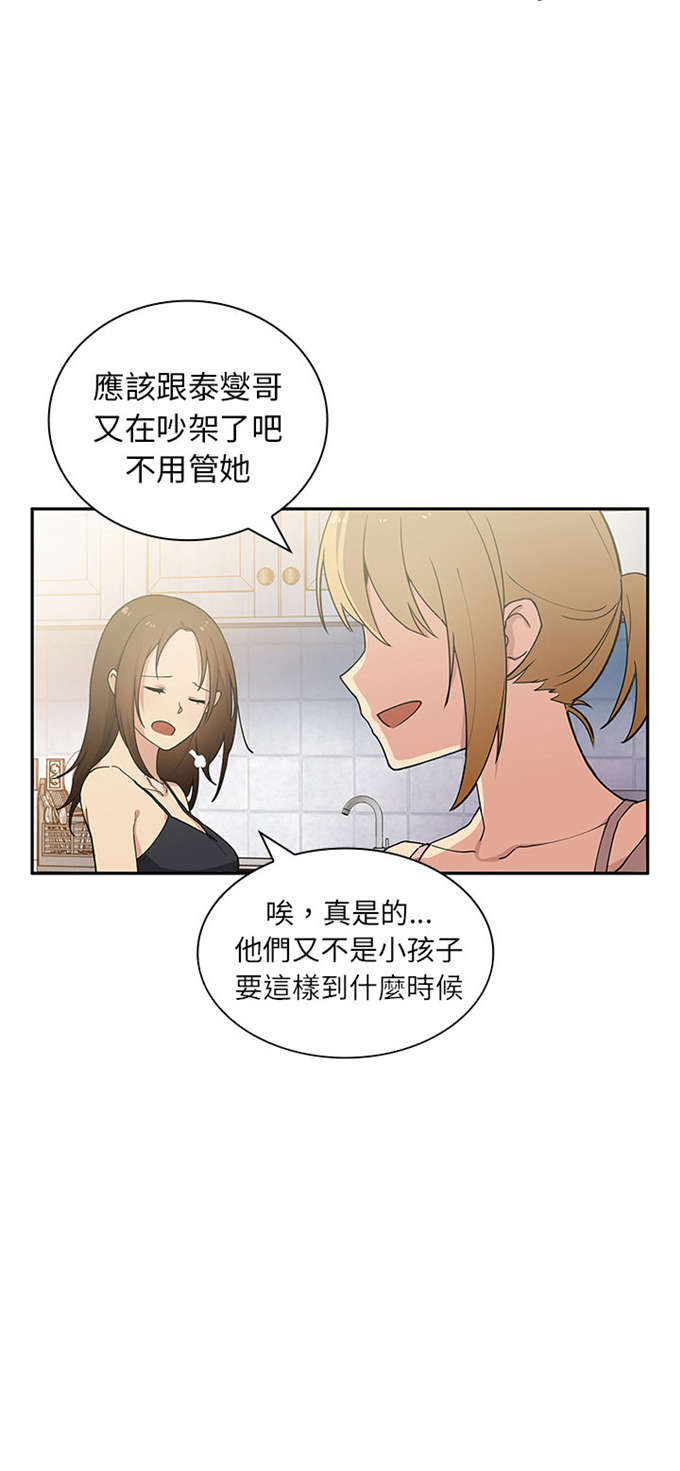 應該跟泰燮哥
又在吵架了吧
不用管她
唉，真是的...
他們又不是小孩子
要這樣到什麼時候